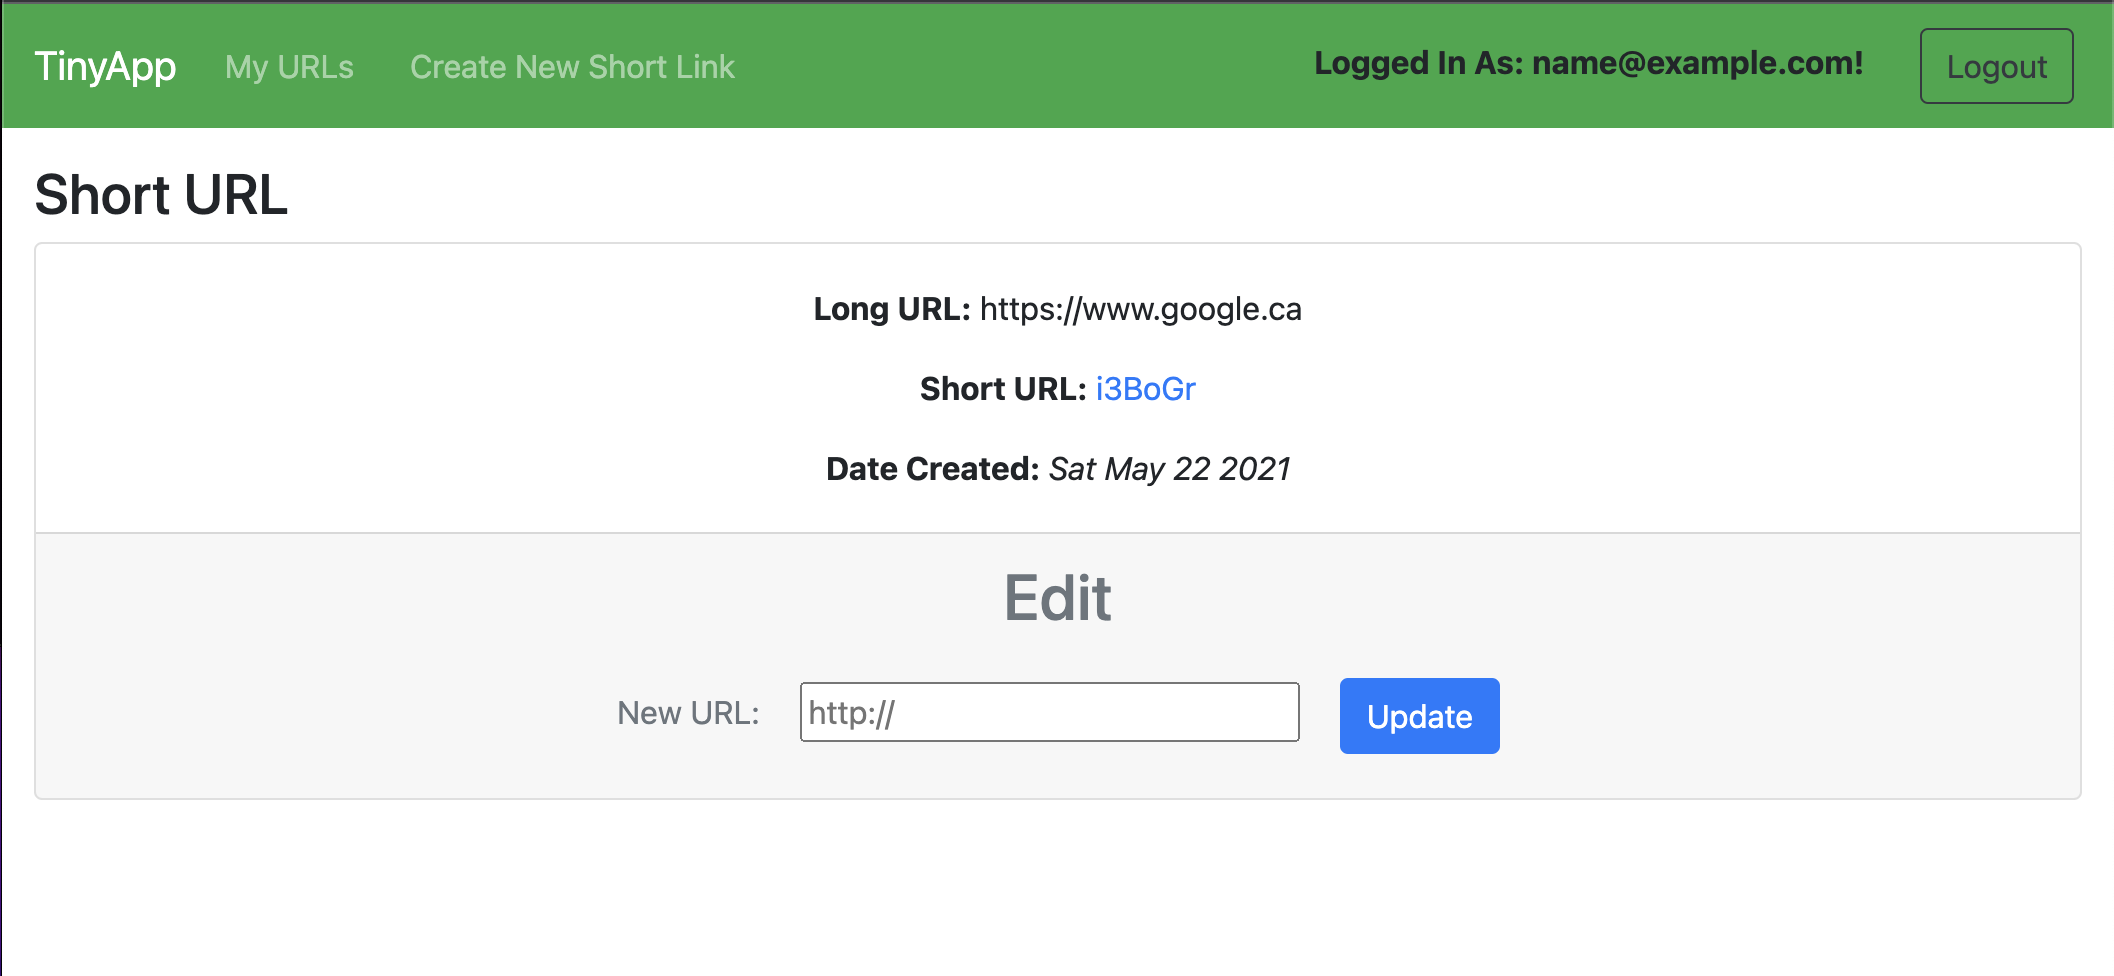 TinyApp My URLs Create New Short Link Logged In As: name@example.com! Logout
Short URL
Long URL: https://www.google.ca
Short URL: i3BoGr
Date Created: Sat May 22 2021
Edit
New URL: http:// Update